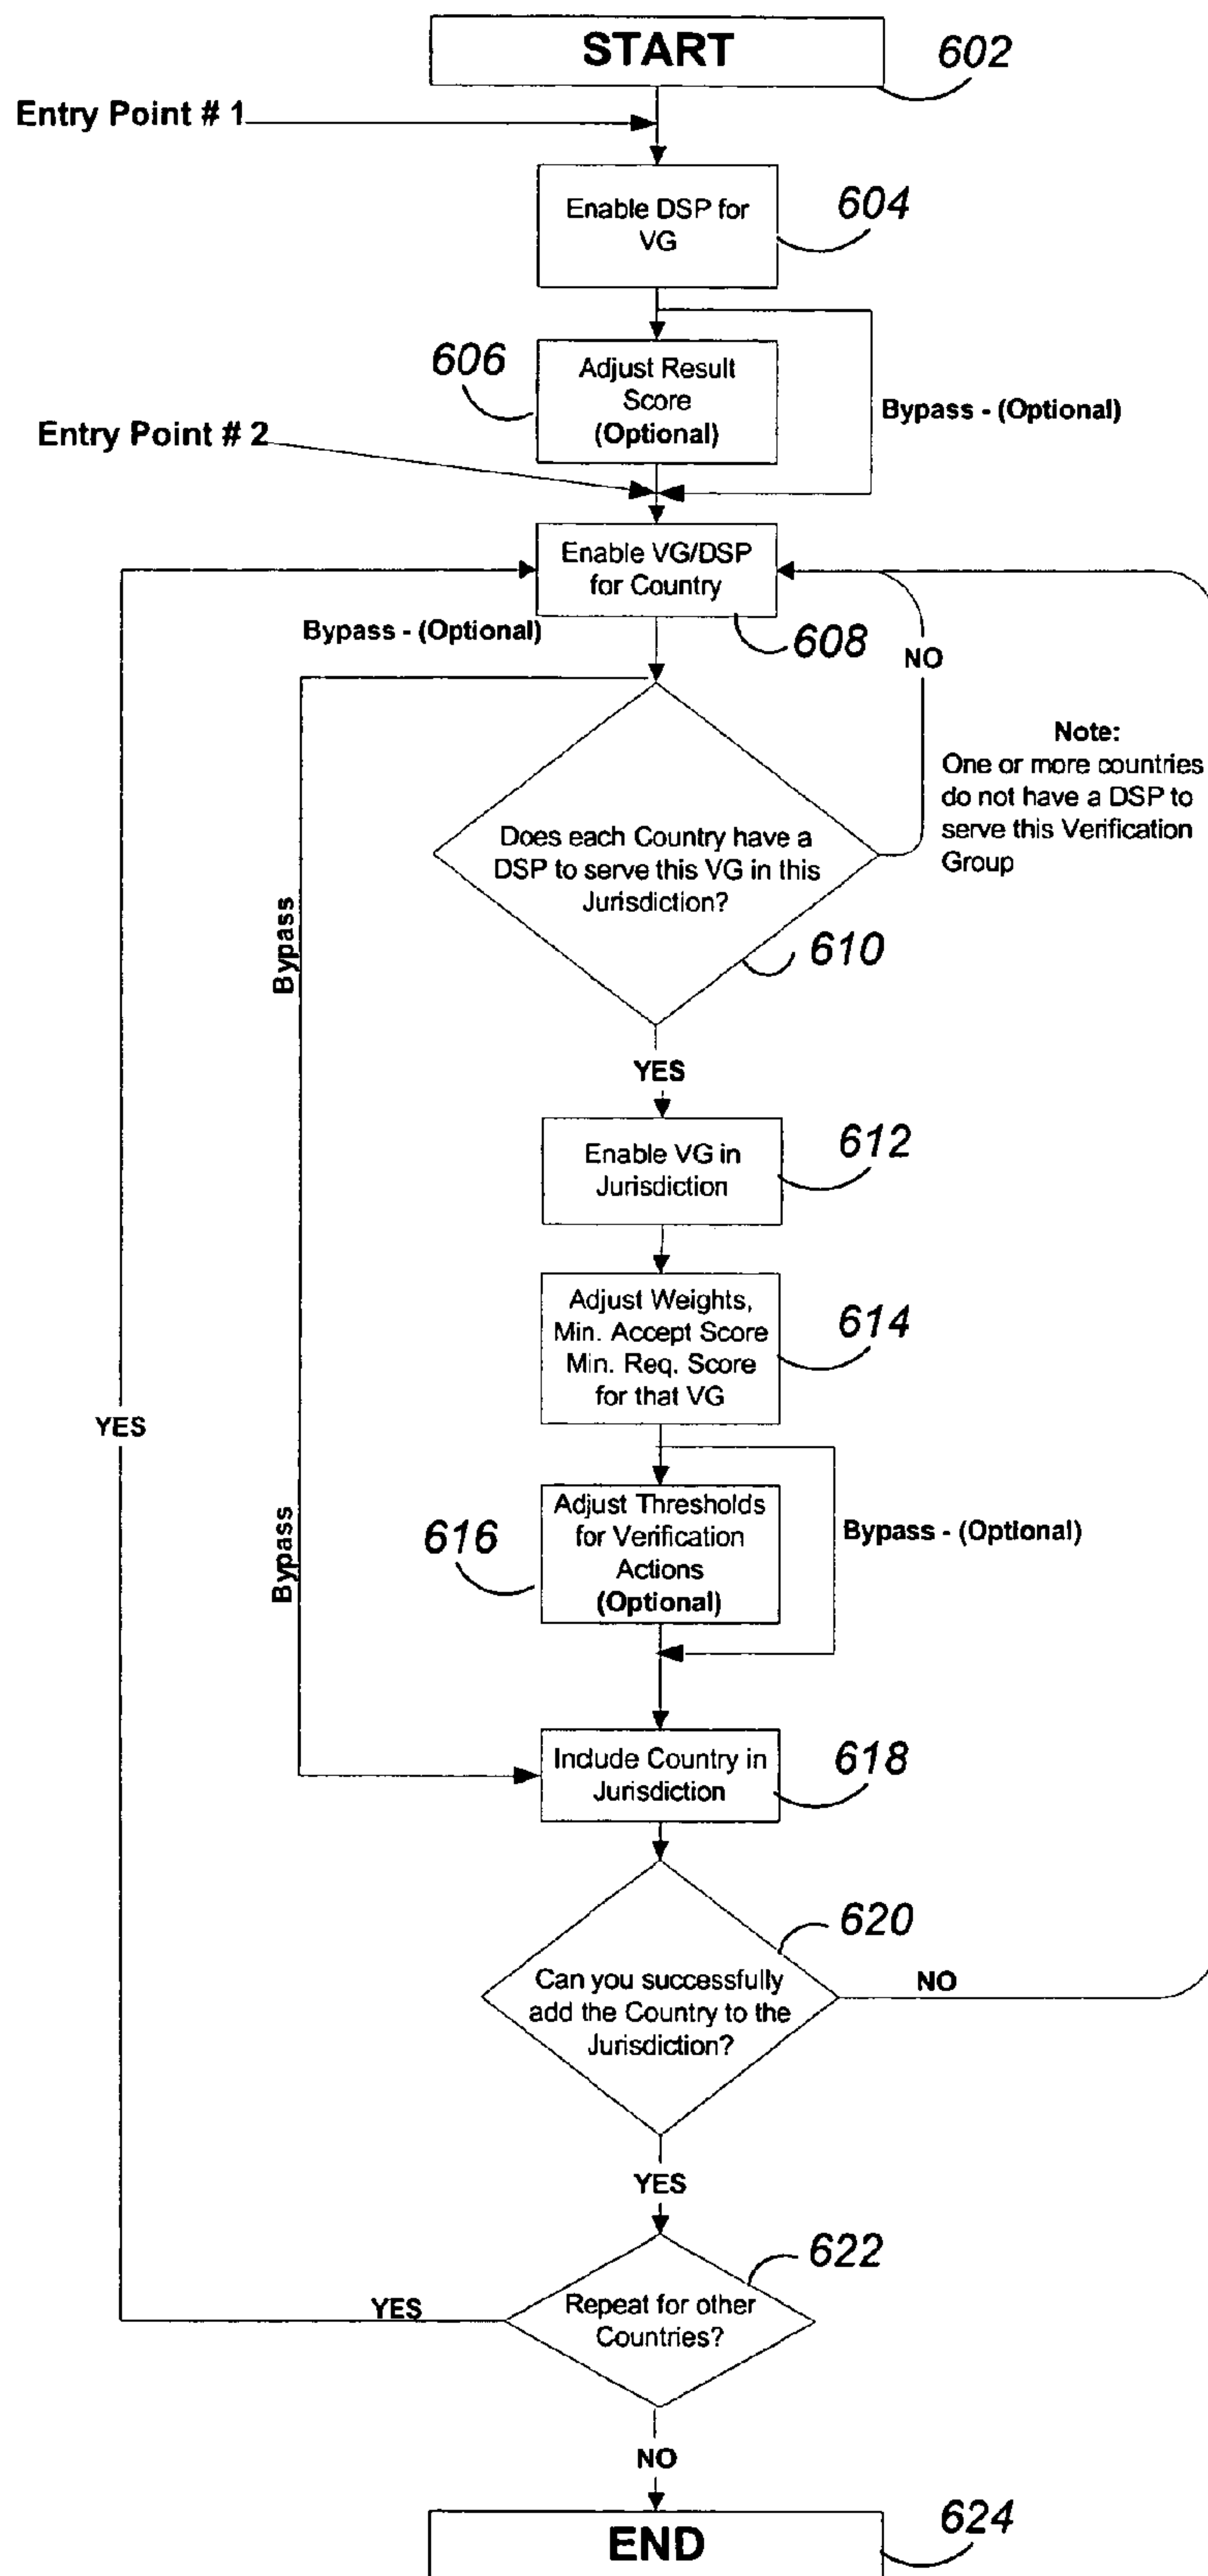 START
602
Entry Point # 1
Enable DSP for
VG
604
606
Adjust Result
Score
(Optional)
Bypass - (Optional)
Entry Point # 2
Enable VG/DSP
for Country
608
Bypass - (Optional)
NO
Note:
One or more countries
do not have a DSP to
serve this Verification
Group
Does each Country have a
DSP to serve this VG in this
Jurisdiction?
610
Bypass
YES
Enable VG in
Jurisdiction
612
Adjust Weights,
Min. Accept Score
Min. Req. Score
for that VG
614
YES
616
Adjust Thresholds
for Verification
Actions
(Optional)
Bypass - (Optional)
Bypass
Include Country in
Jurisdiction
618
620
Can you successfully
add the Country to the
Jurisdiction?
NO
YES
622
Repeat for other
Countries?
YES
NO
END
624